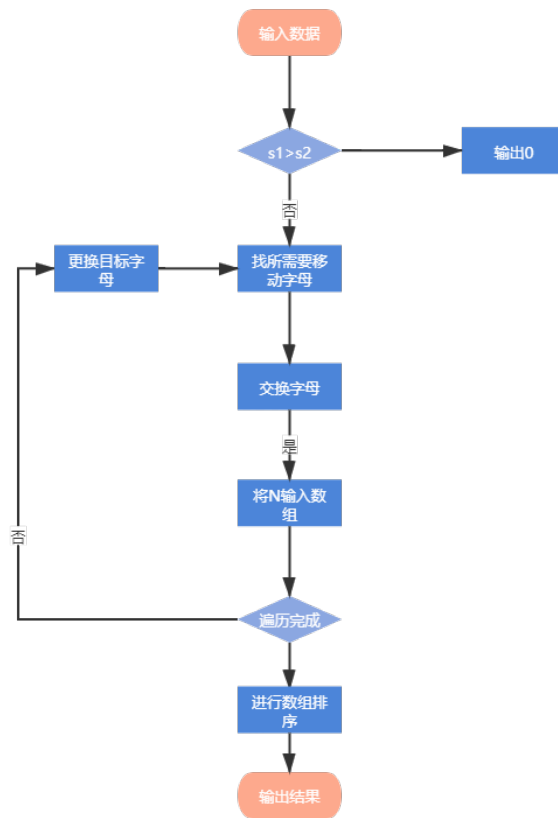 输入数据
s1>s2
输出0
否
更换目标字
母
找所需要移
动字母
交换字母
是
将N输入数
组
否
遍历完成
进行数组排
序
输出结果